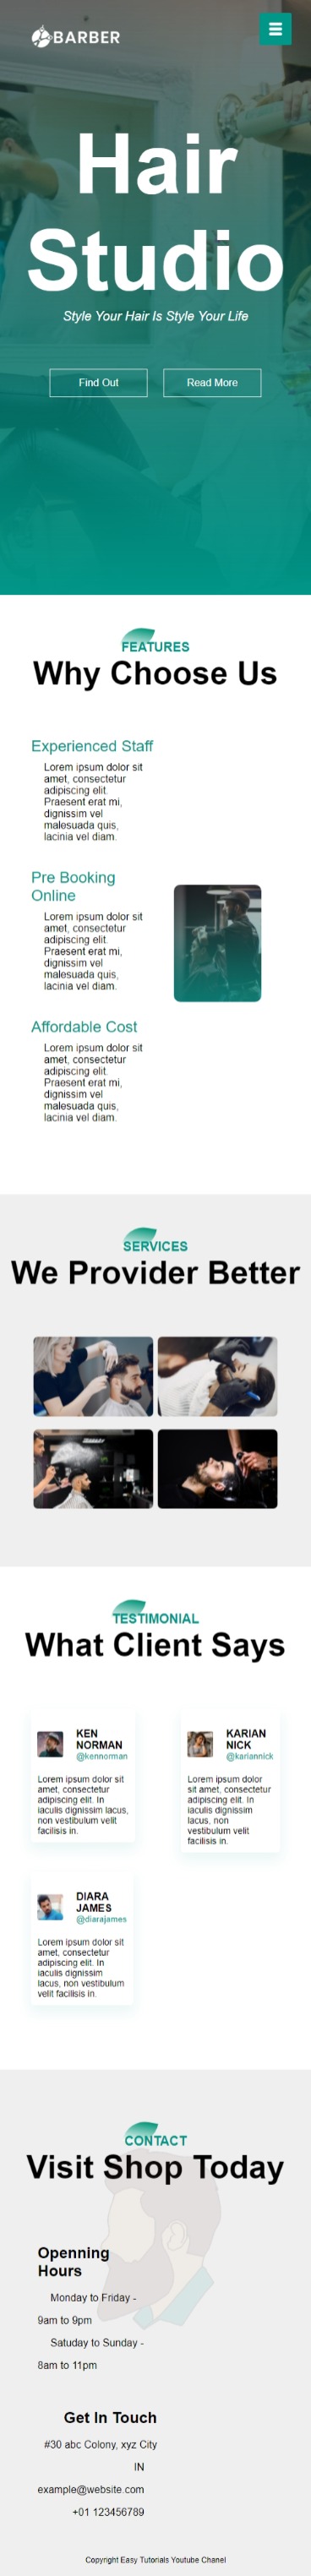 BARBER
Hair
Studio
Style Your Hair Is Style Your Life
Find Out
Read More
FEATURES
Why Choose Us
Experienced Staff
Lorem ipsum dolor sit
amet, consectetur
adipiscing elit.
Praesent erat mi,
dignissim vel
malesuada quis,
lacinia vel diam.
Pre Booking
Online
Lorem ipsum dolor sit
amet, consectetur
adipiscing elit.
Praesent erat mi,
dignissim vel
malesuada quis,
lacinia vel diam.
Affordable Cost
Lorem ipsum dolor sit
amet, consectetur
adipiscing elit.
Praesent erat mi,
dignissim vel
malesuada quis,
lacinia vel diam.
SERVICES
We Provider Better
TESTIMONIAL
What Client Says
KEN
NORMAN
@kennorman
Lorem ipsum dolor sit
amet, consectetur
adipiscing elit. In
iaculis dignissim lacus,
non vestibulum velit
facilisis in.
KARIAN
NICK
@kariannick
Lorem ipsum dolor
sit amet, consectetur
adipiscing elit. In
iaculis dignissim
lacus, non
vestibulum velit
facilisis in.
DIARA
JAMES
@diarajames
Lorem ipsum dolor sit
amet, consectetur
adipiscing elit. In
iaculis dignissim
lacus, non vestibulum
velit facilisis in.
CONTACT
Visit Shop Today
Openning
Hours
Monday to Friday -
9am to 9pm
Satuday to Sunday -
8am to 11pm
Get In Touch
#30 abc Colony, xyz City
IN
example@website.com
+01 123456789
Copyright Easy Tutorials Youtube Chanel